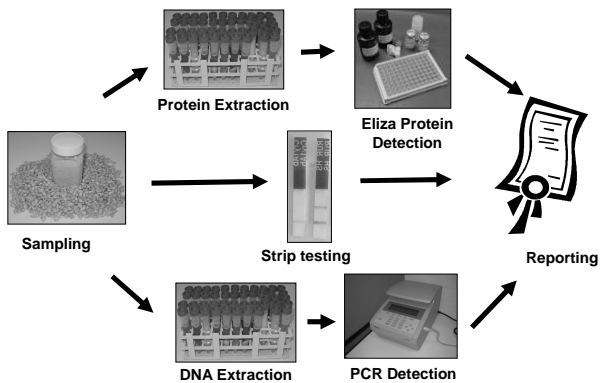 Protein Extraction
Eliza Protein
Detection
Sampling
Strip testing
Reporting
DNA Extraction
PCR Detection